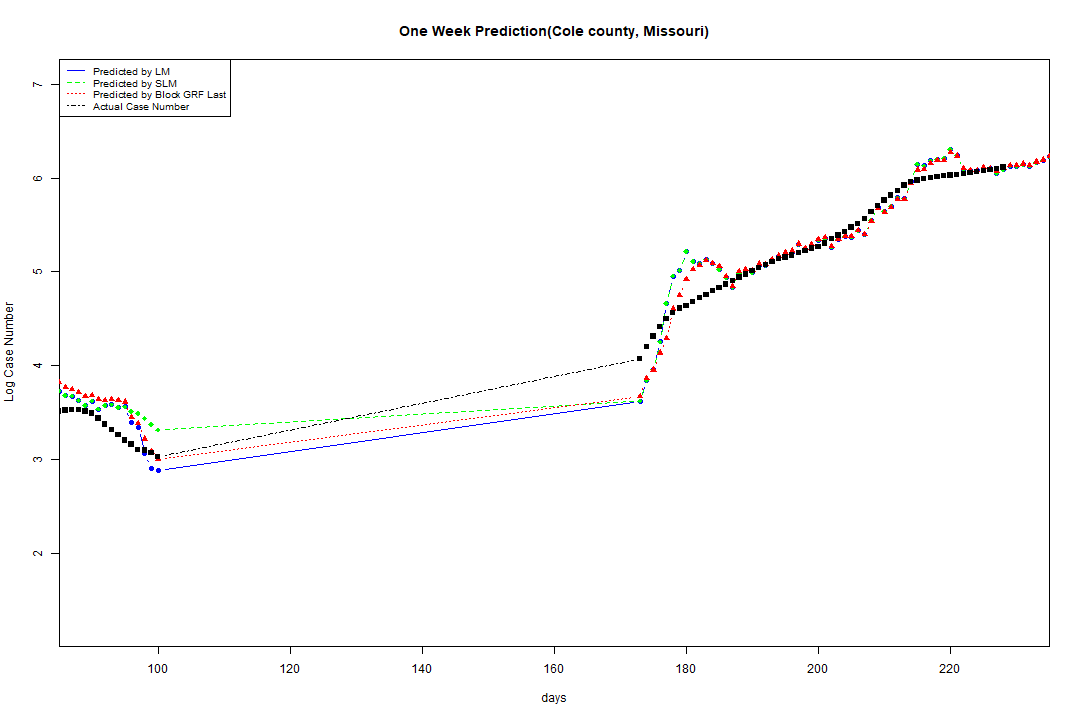 One Week Prediction(Cole county, Missouri)
Predicted by LM
Predicted by SLM
Predicted by Block GRF Last
Actual Case Number
7
6
5
4
3
2
Log Case Number
100 120 140 160 180 200 220
days